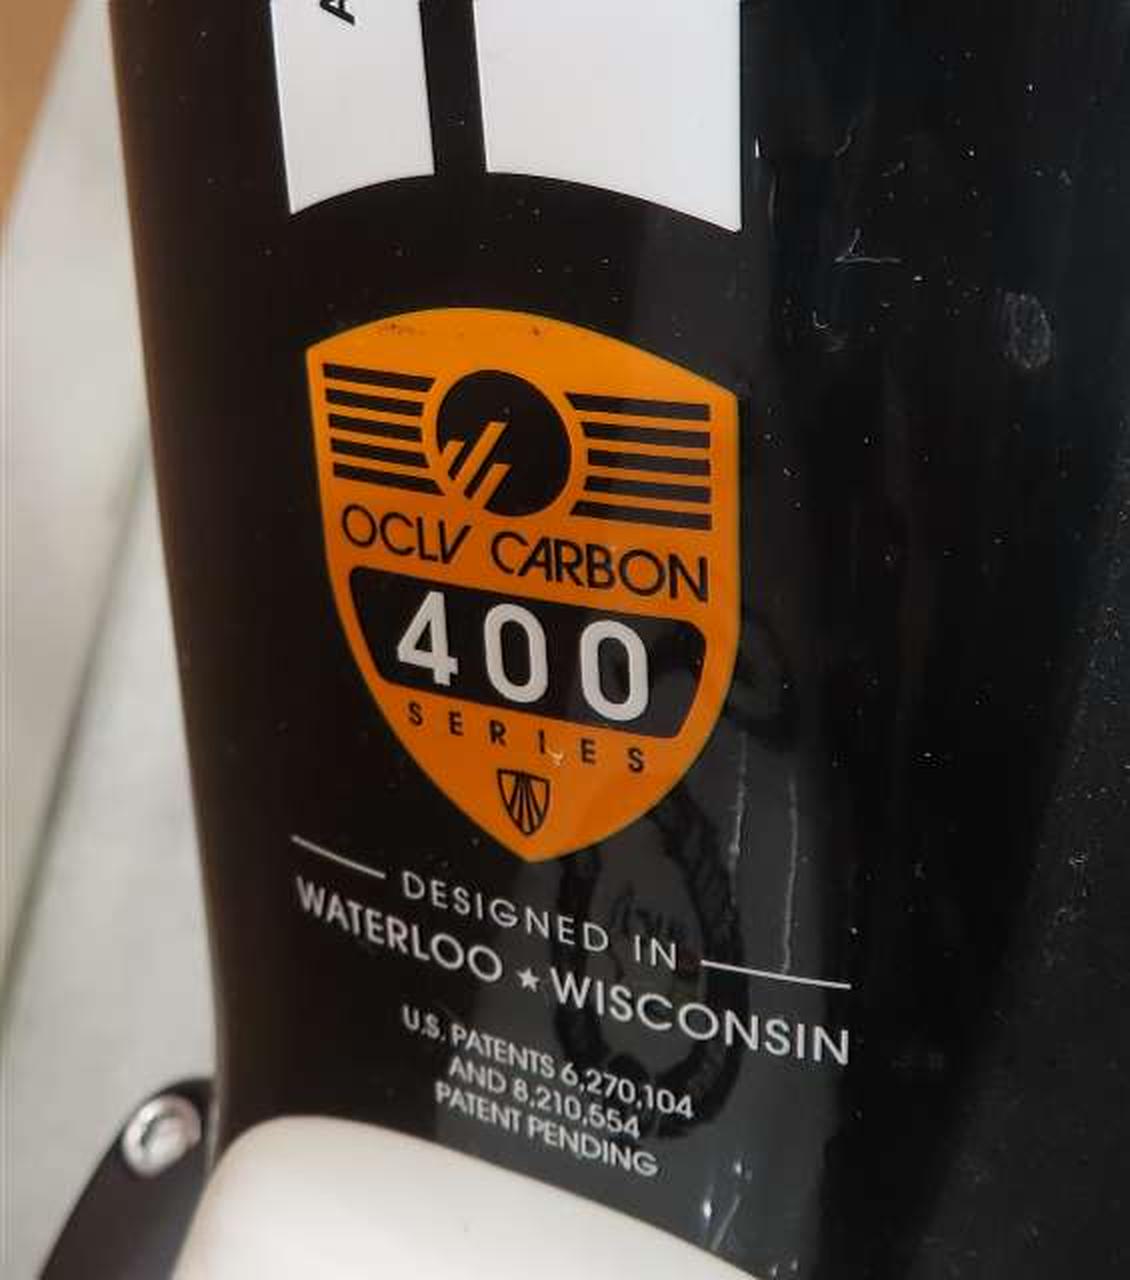 A
OCLV CARBON
400
SERIES
DESIGNED IN
WATERLOO ★ WISCONSIN
U.S. PATENTS 6,270,104
AND 8,210,554
PATENT PENDING